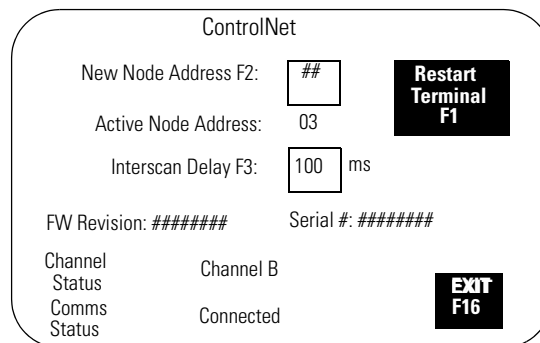 ControlNet
New Node Address F2: ##
Restart
Terminal
F1
Active Node Address: 03
Interscan Delay F3: 100 ms
FW Revision: ######## Serial #: ########
Channel
Status
Channel B
Comms
Status
Connected
EXIT
F16